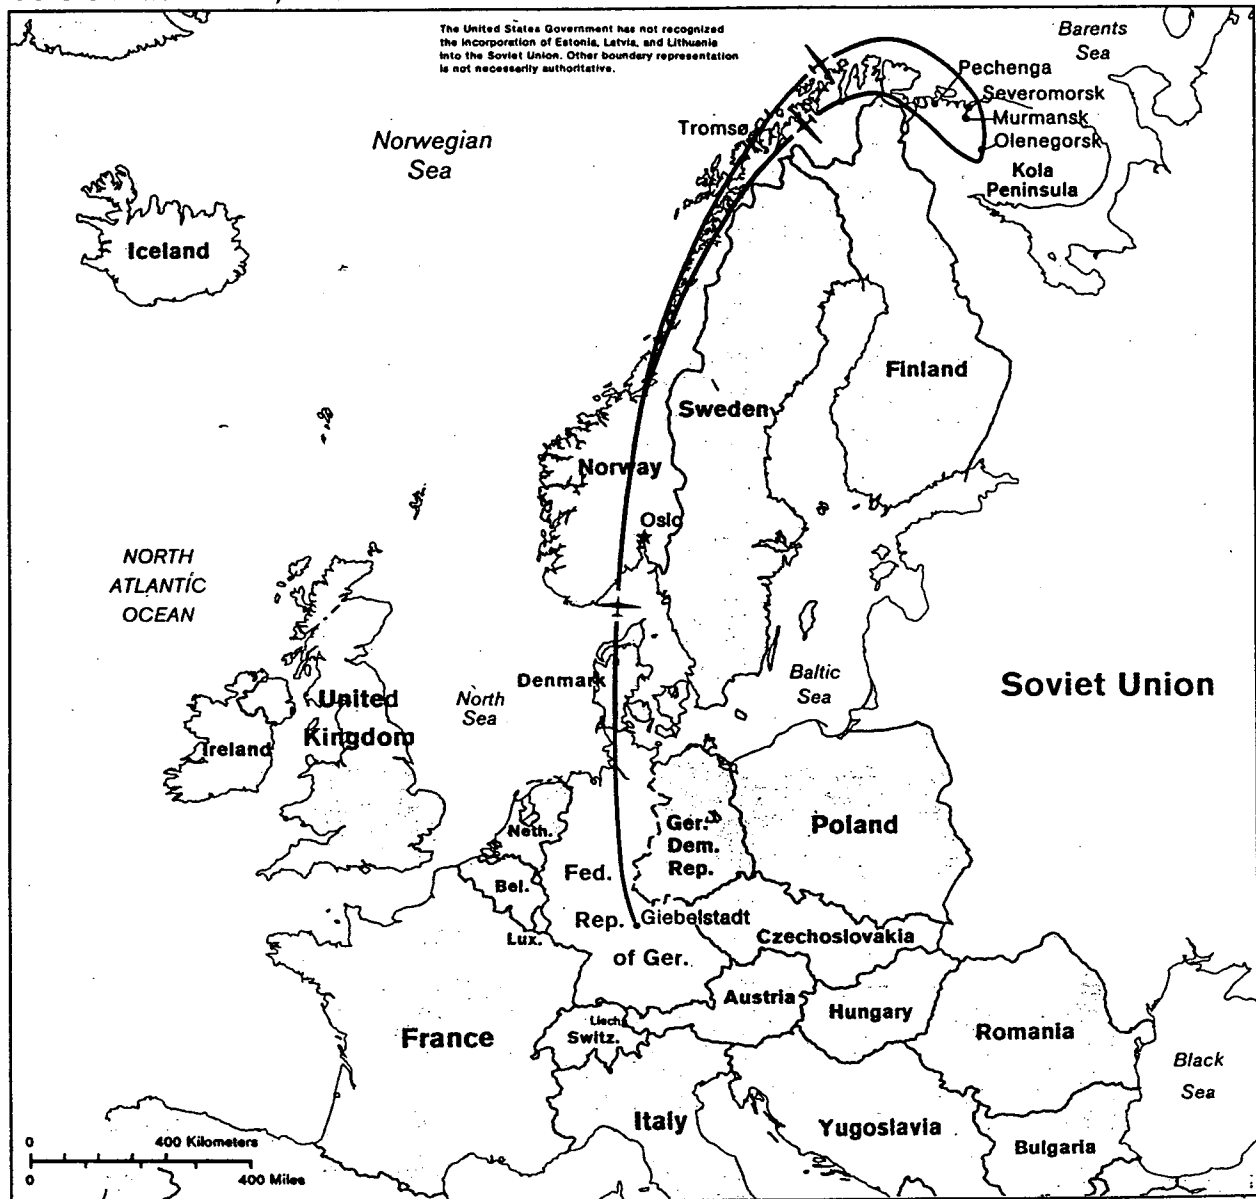 The United States Government has not recognized
the incorporation of Estonia, Latvia, and Lithuania
into the Soviet Union. Other boundary representation
is not necessarily authoritative.
Barents
Sea
Pechenga
Severomorsk
Murmansk
Olenegorsk
Kola
Peninsula
Tromsø
Norwegian
Sea
Iceland
Finland
Sweden
Norway
Oslo
NORTH
ATLANTIC
OCEAN
Denmark
North
Sea
Baltic
Sea
Soviet Union
United
Kingdom
Ireland
Neth.
Ger.
Dem.
Rep.
Poland
Fed.
Rep.
of Ger.
Bel.
Giebelstadt
Lux.
Czechoslovakia
Austria
Hungary
Romania
Liech.
Switz.
France
Black
Sea
Italy
Yugoslavia
Bulgaria
0 400 Kilometers
0 400 Miles